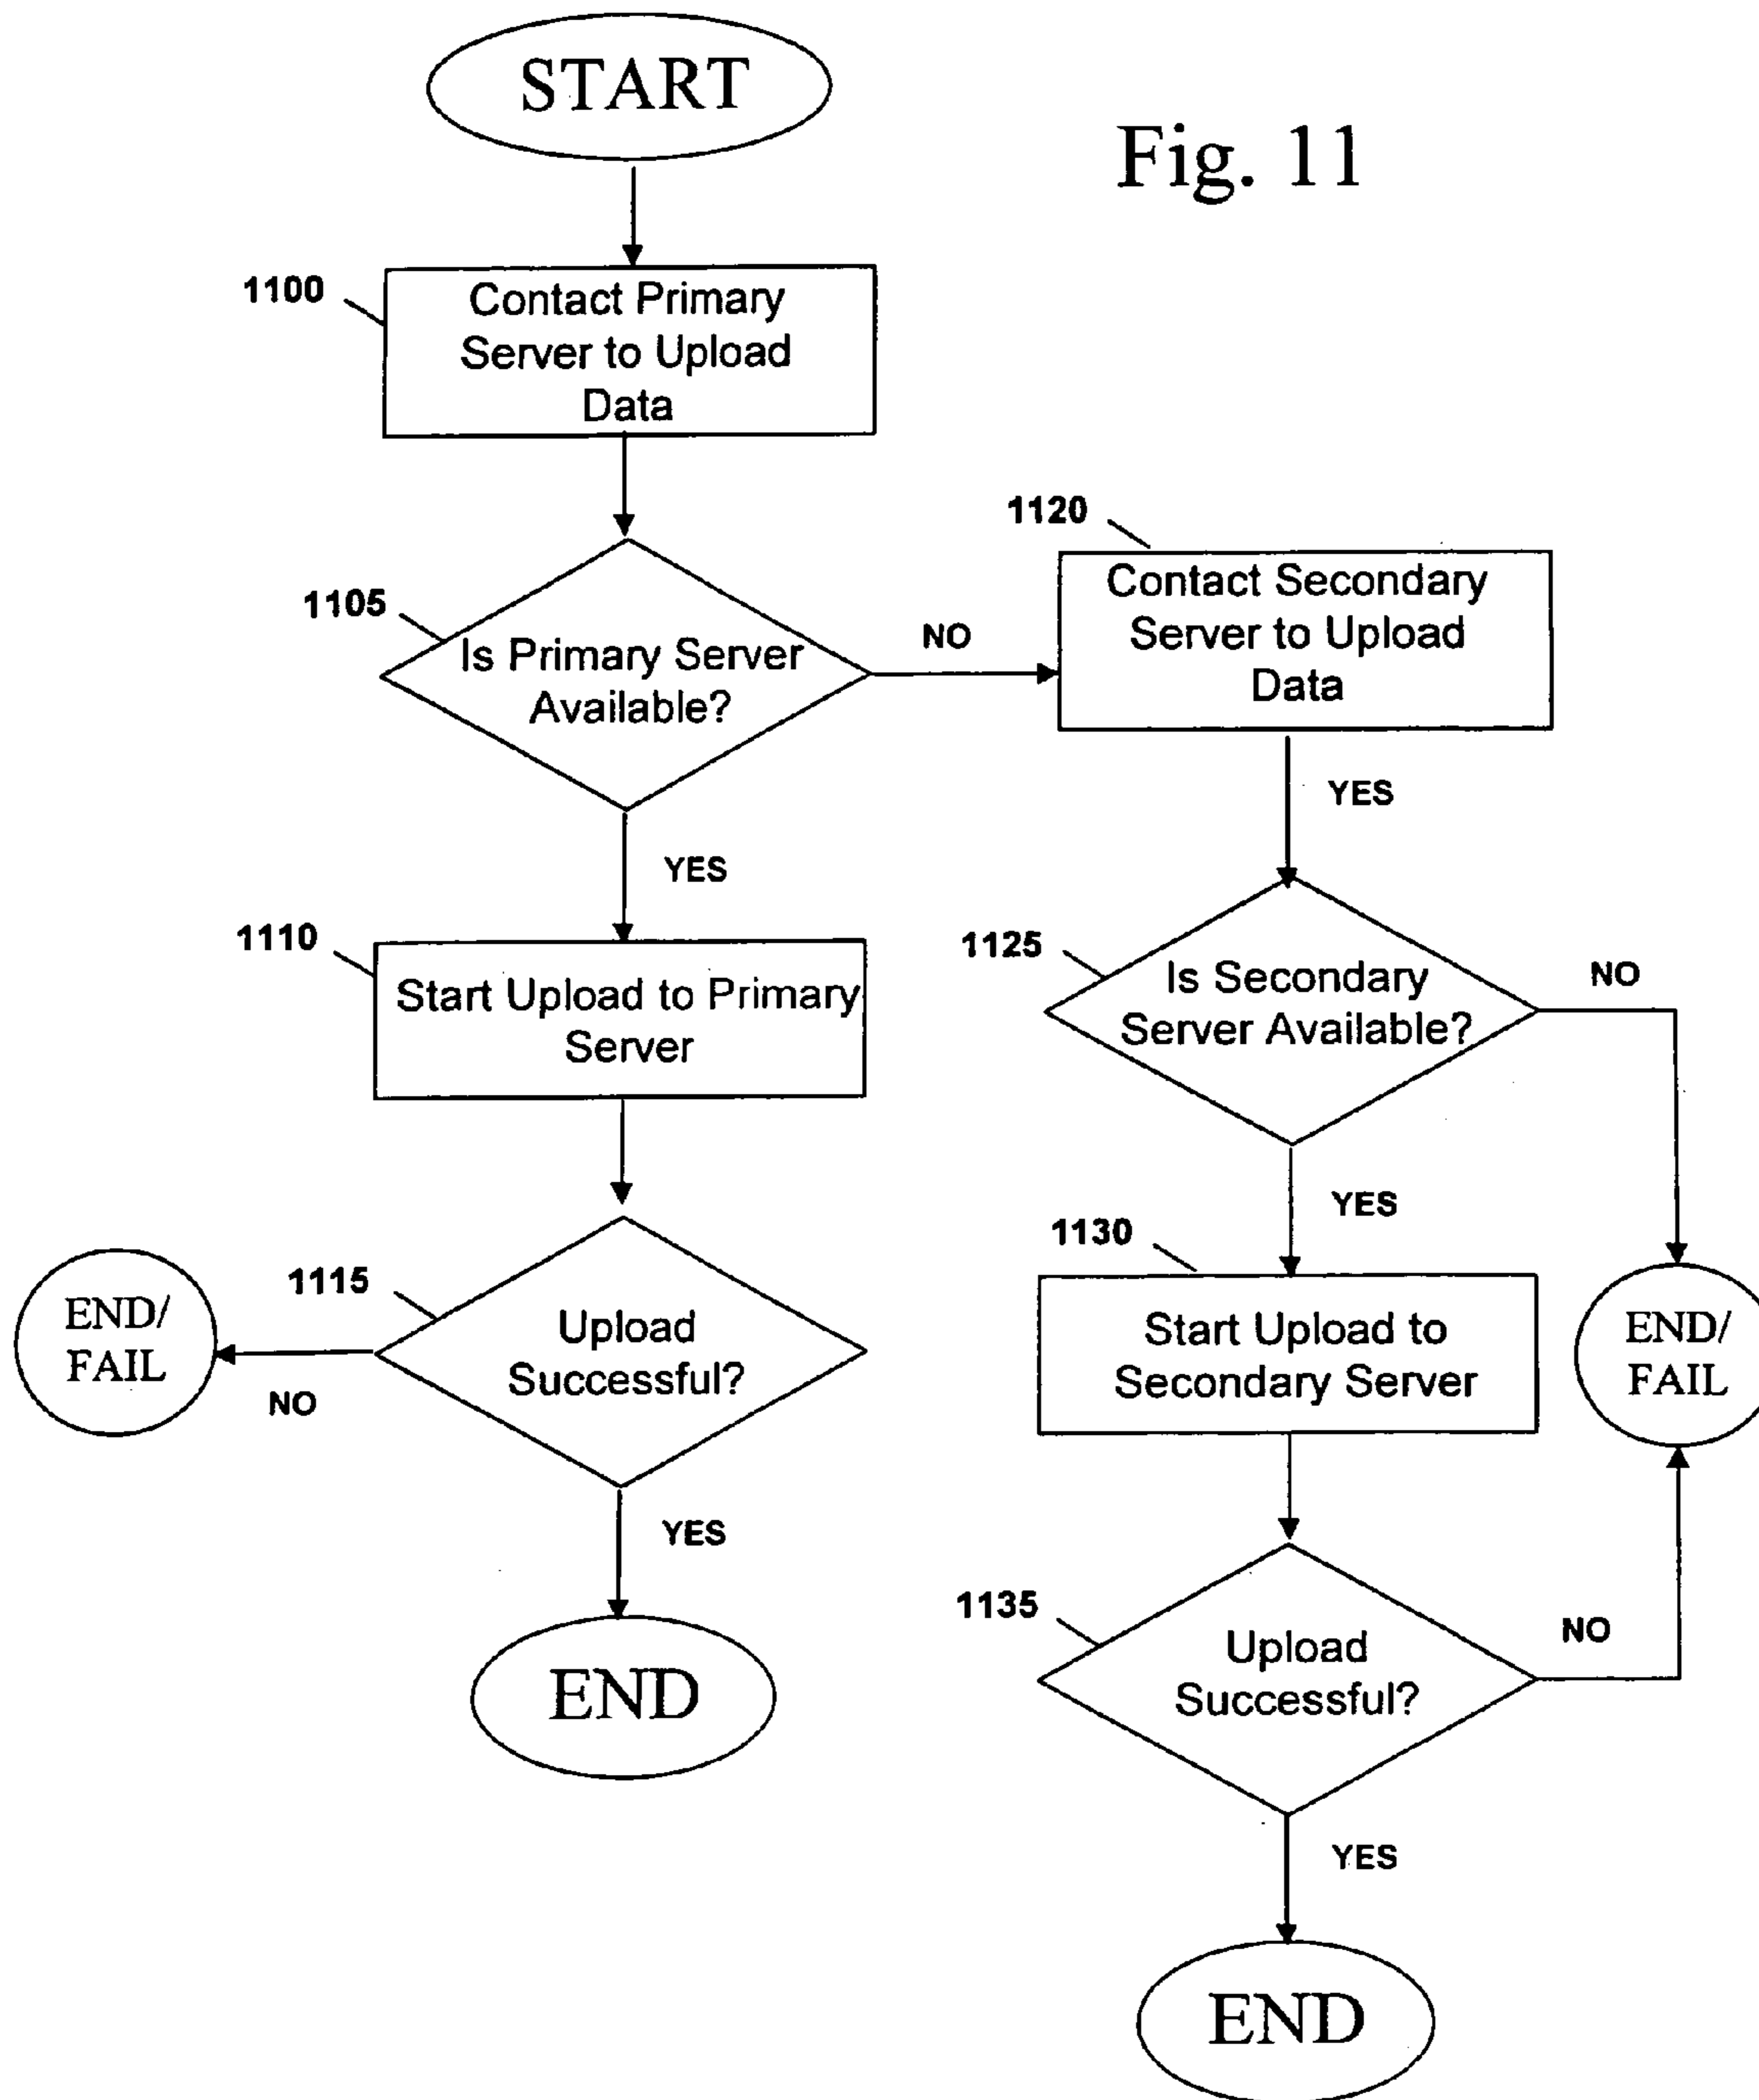 START
Fig. 11
1100
Contact Primary
Server to Upload
Data
1105
Is Primary Server
Available?
NO
YES
1120
Contact Secondary
Server to Upload
Data
YES
1110
Start Upload to Primary
Server
1125
Is Secondary
Server Available?
NO
YES
1115
Upload
Successful?
NO
END/
FAIL
YES
END
1130
Start Upload to
Secondary Server
END/
FAIL
1135
Upload
Successful?
NO
YES
END